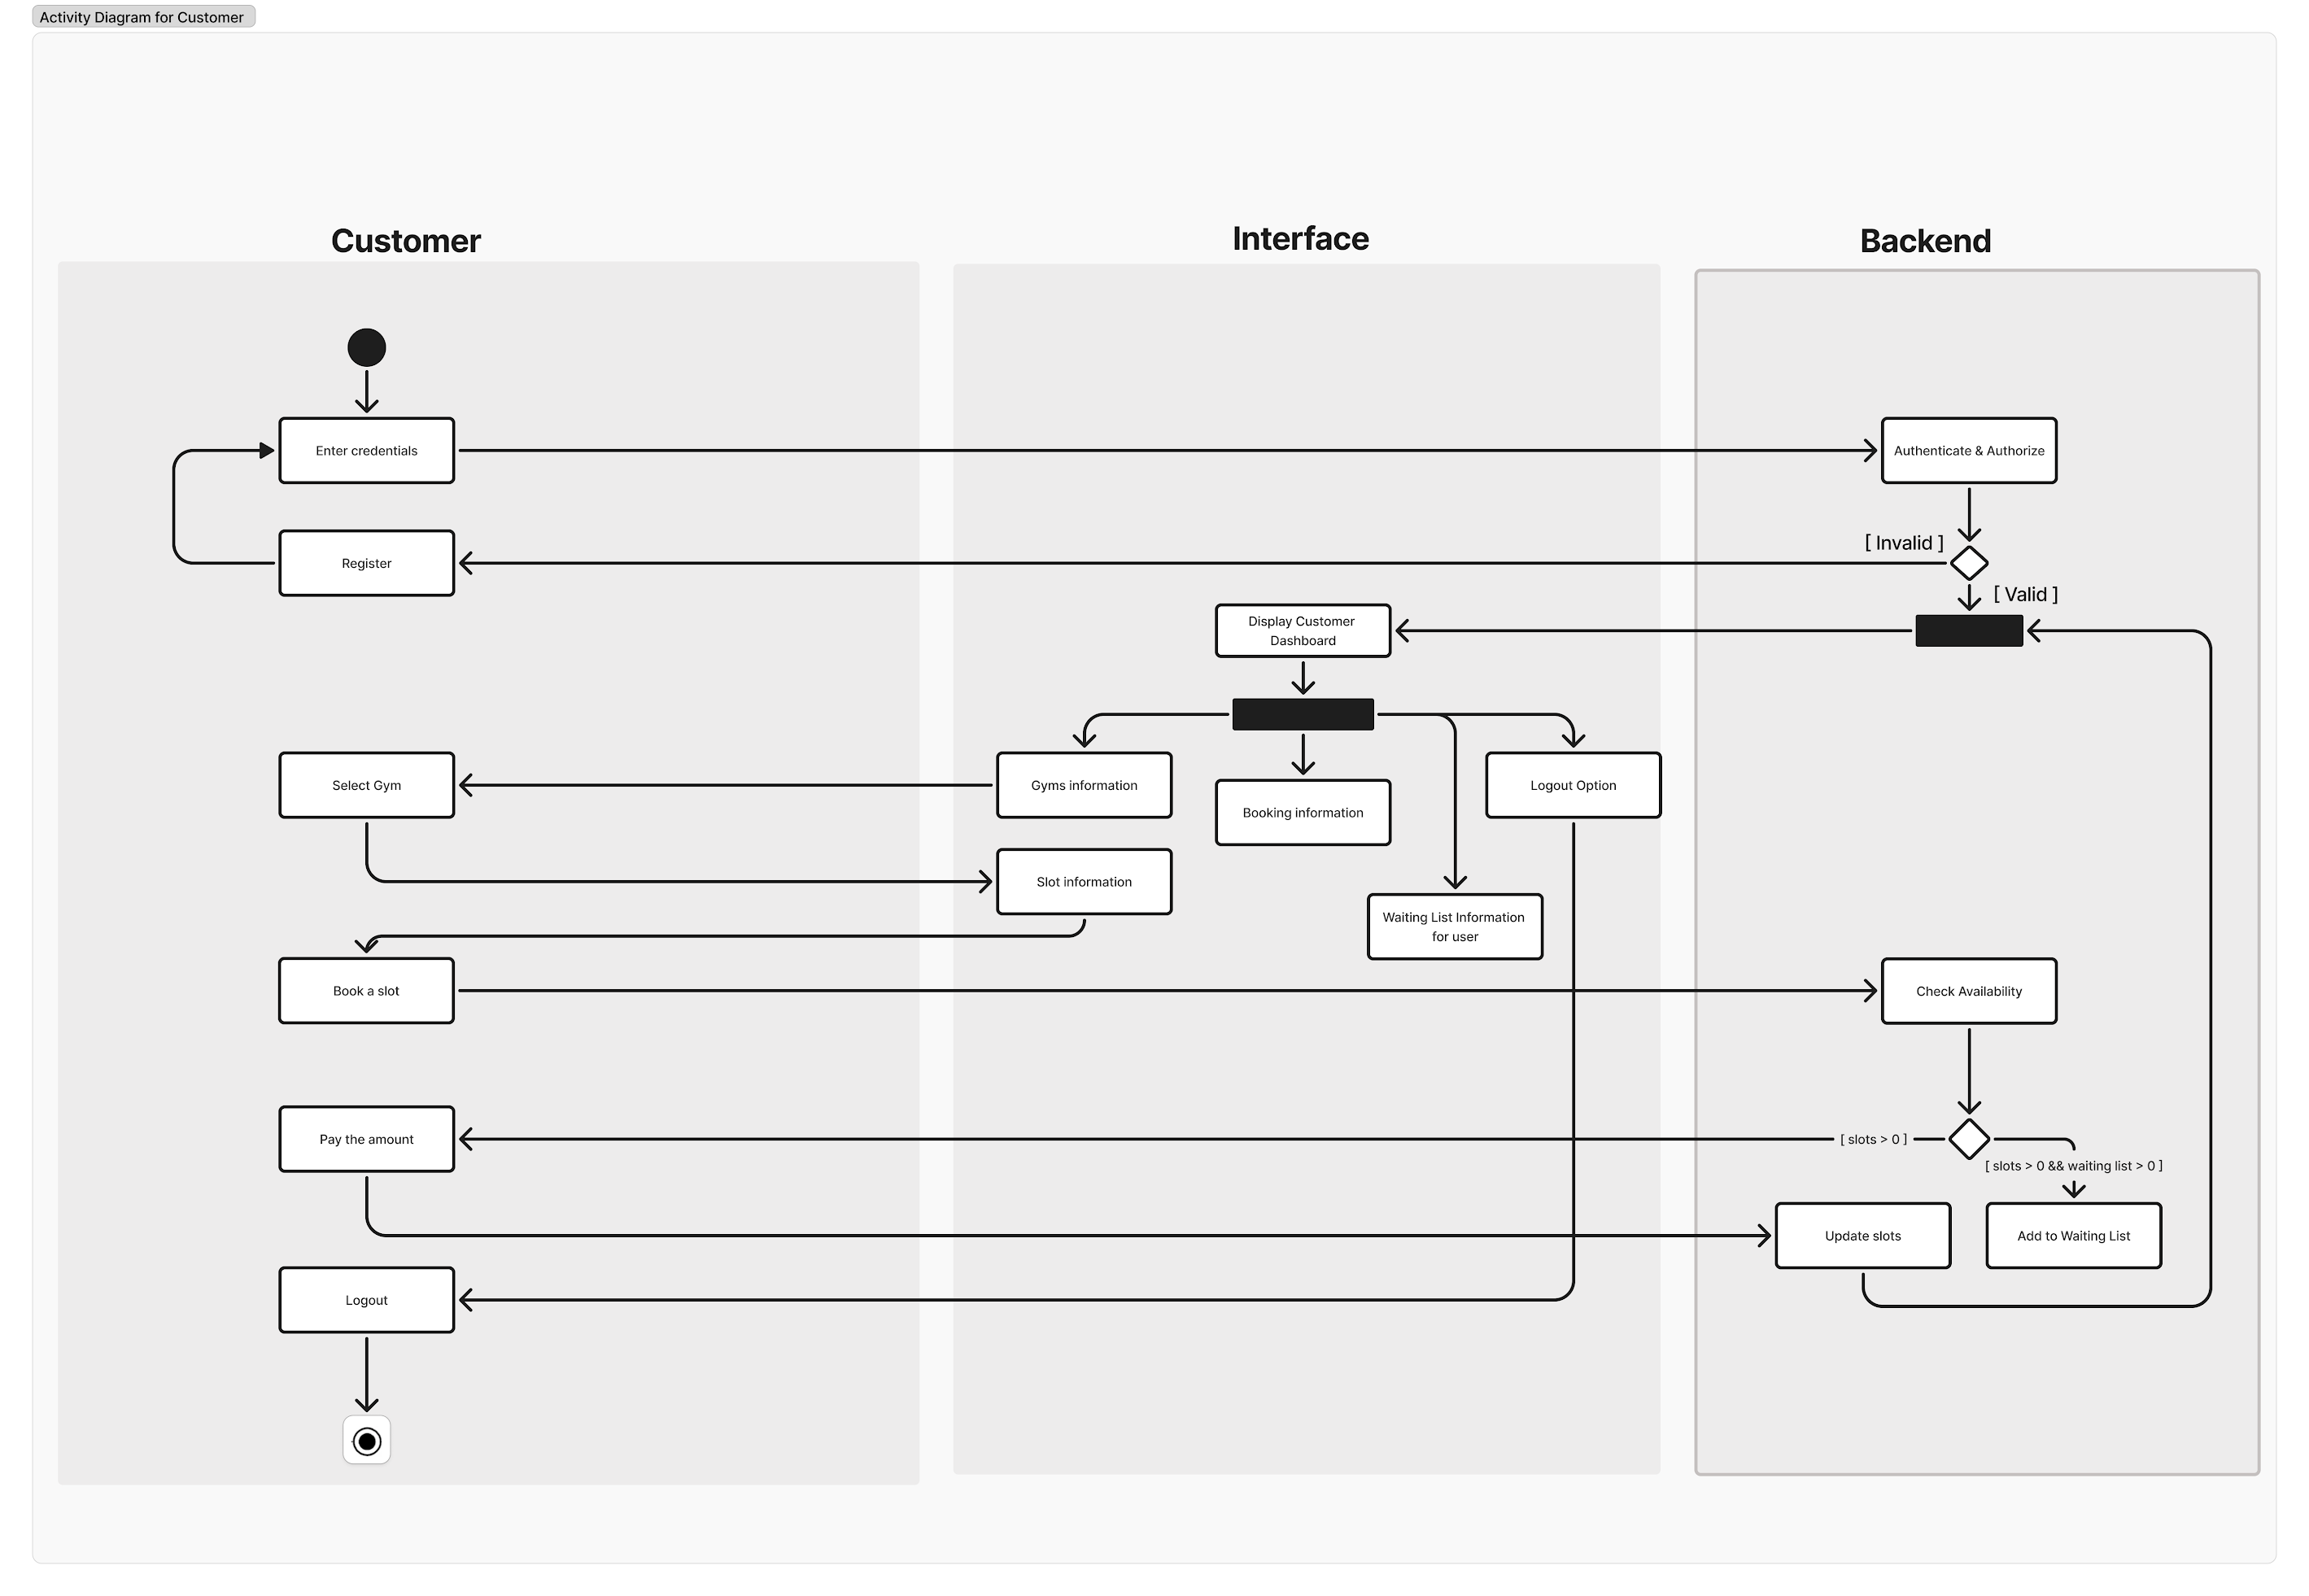 Activity Diagram for Customer
Customer
Interface
Backend
Enter credentials
Authenticate & Authorize
[ Invalid ]
Register
[ Valid ]
Display Customer
Dashboard
Select Gym
Gyms information
Logout Option
Booking information
Slot information
Waiting List Information
for user
Book a slot
Check Availability
Pay the amount
[ slots > 0 ]
[ slots > 0 && waiting list > 0 ]
Update slots
Add to Waiting List
Logout